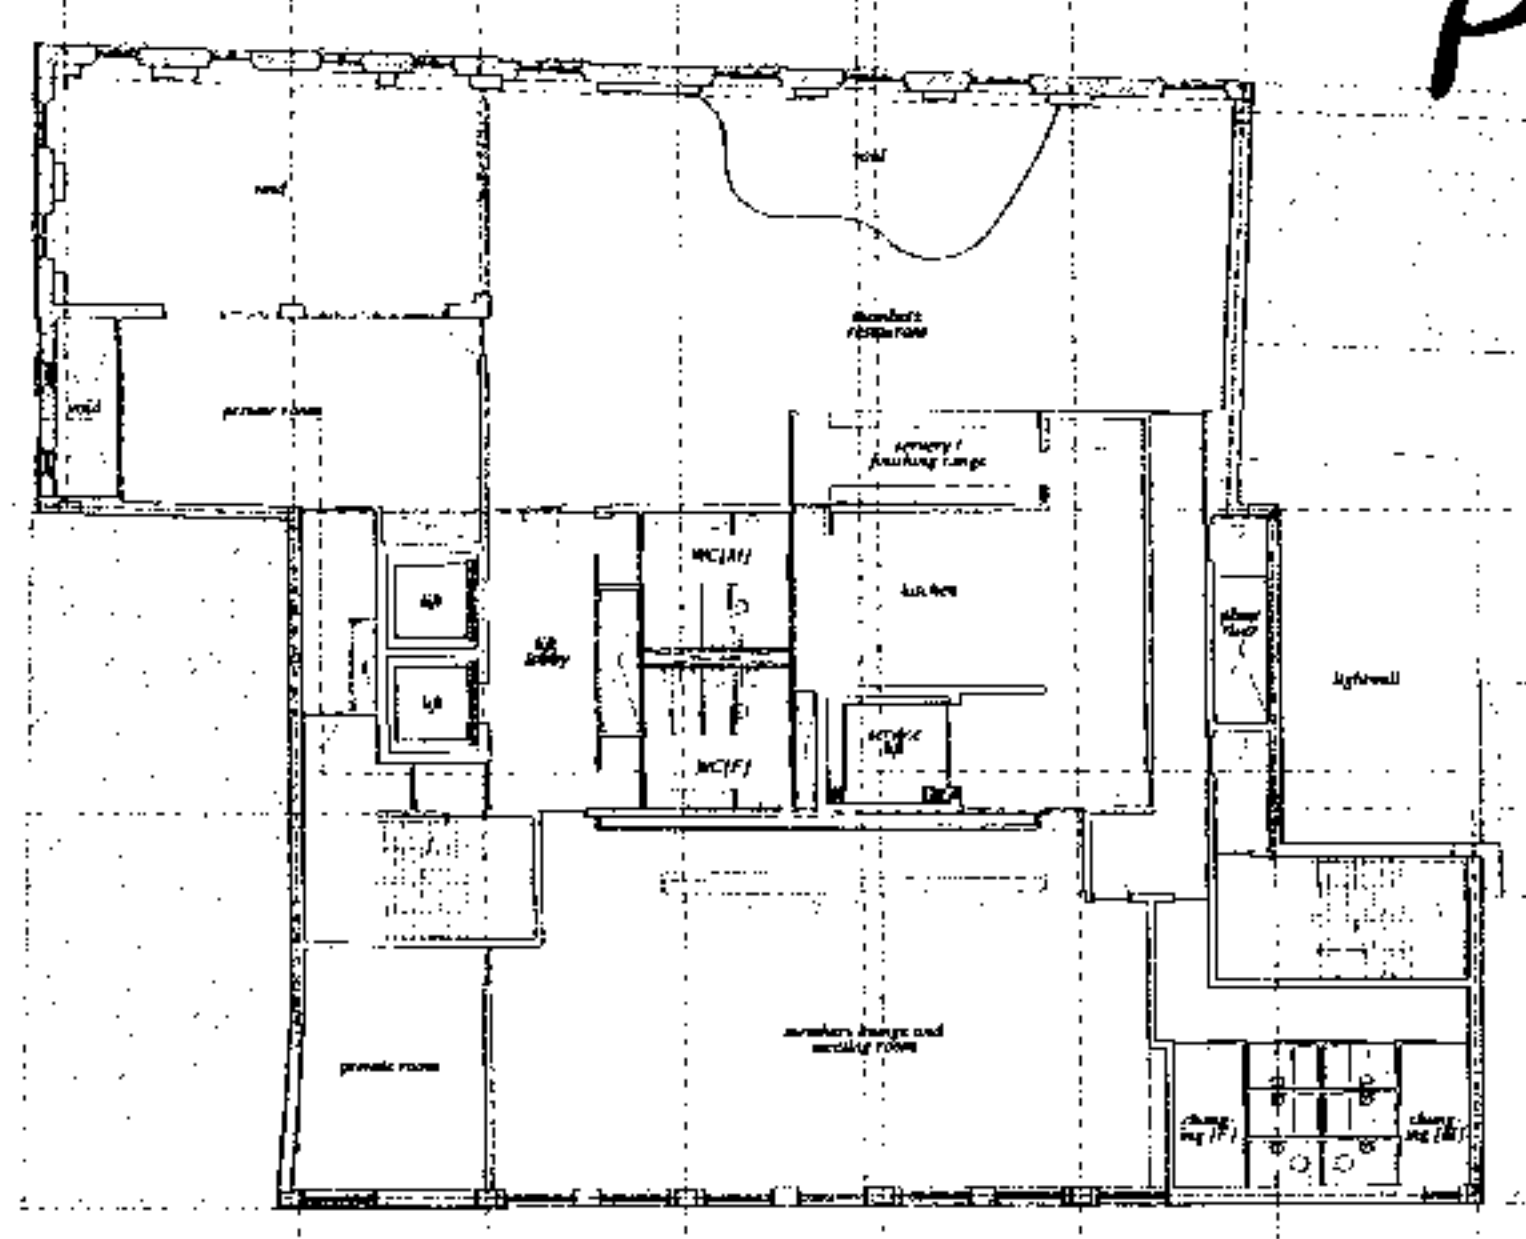 void
void
members
restaurant
void
private room
servery /
finishing range
WC[M]
kitchen
lift
lift
lobby
lift
lightwell
service
lift
WC[F]
members lounge and
meeting room
private room
chang-
ing [F]
chang-
ing [M]